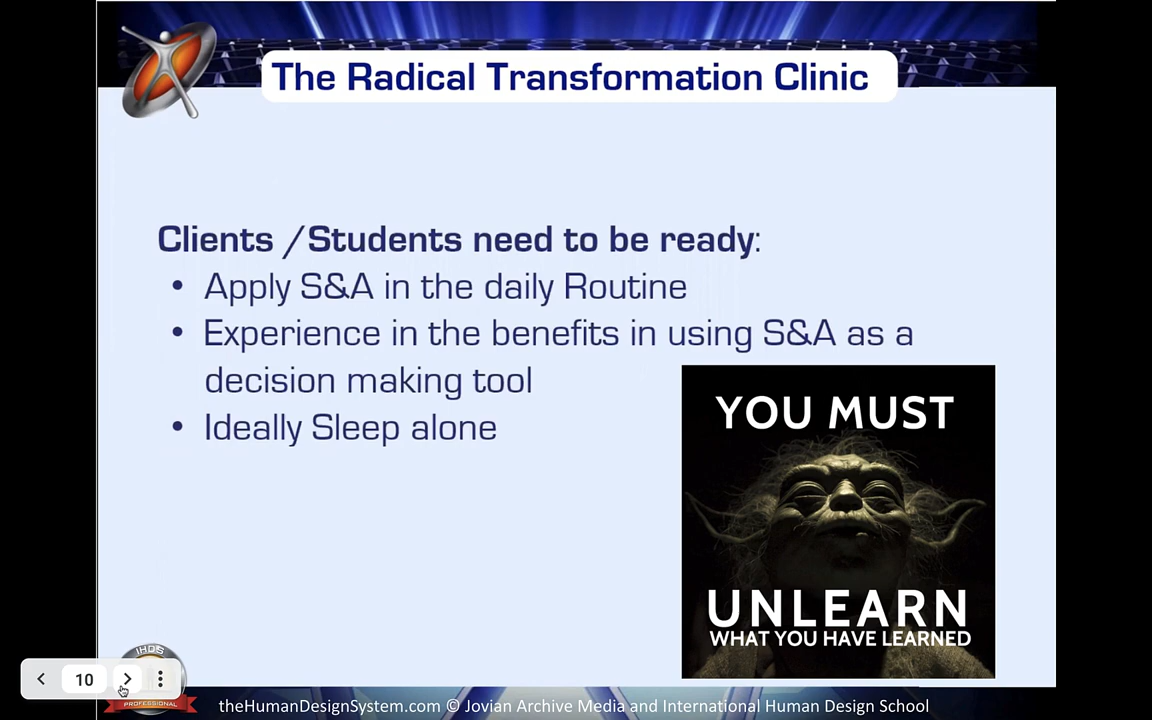 The Radical Transformation Clinic
Clients / Students need to be ready:
• Apply S&A in the daily Routine
• Experience in the benefits in using S&A as a
decision making tool
• Ideally Sleep alone
YOU MUST
UNLEARN
WHAT YOU HAVE LEARNED
IHDS
10
PROFESSIONAL
theHumanDesignSystem.com © Jovian Archive Media and International Human Design School